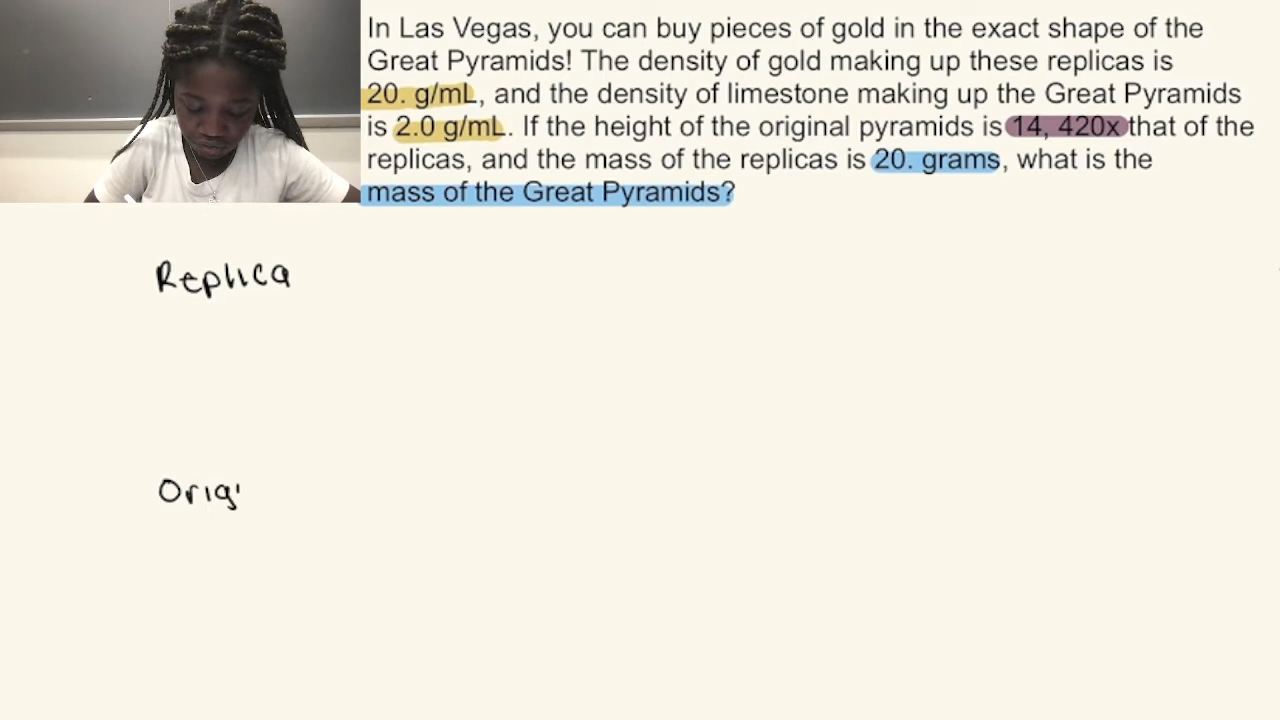 In Las Vegas, you can buy pieces of gold in the exact shape of the
Great Pyramids! The density of gold making up these replicas is
20. g/mL, and the density of limestone making up the Great Pyramids
is 2.0 g/mL. If the height of the original pyramids is 14, 420x that of the
replicas, and the mass of the replicas is 20. grams, what is the
mass of the Great Pyramids?
Replica
Orig